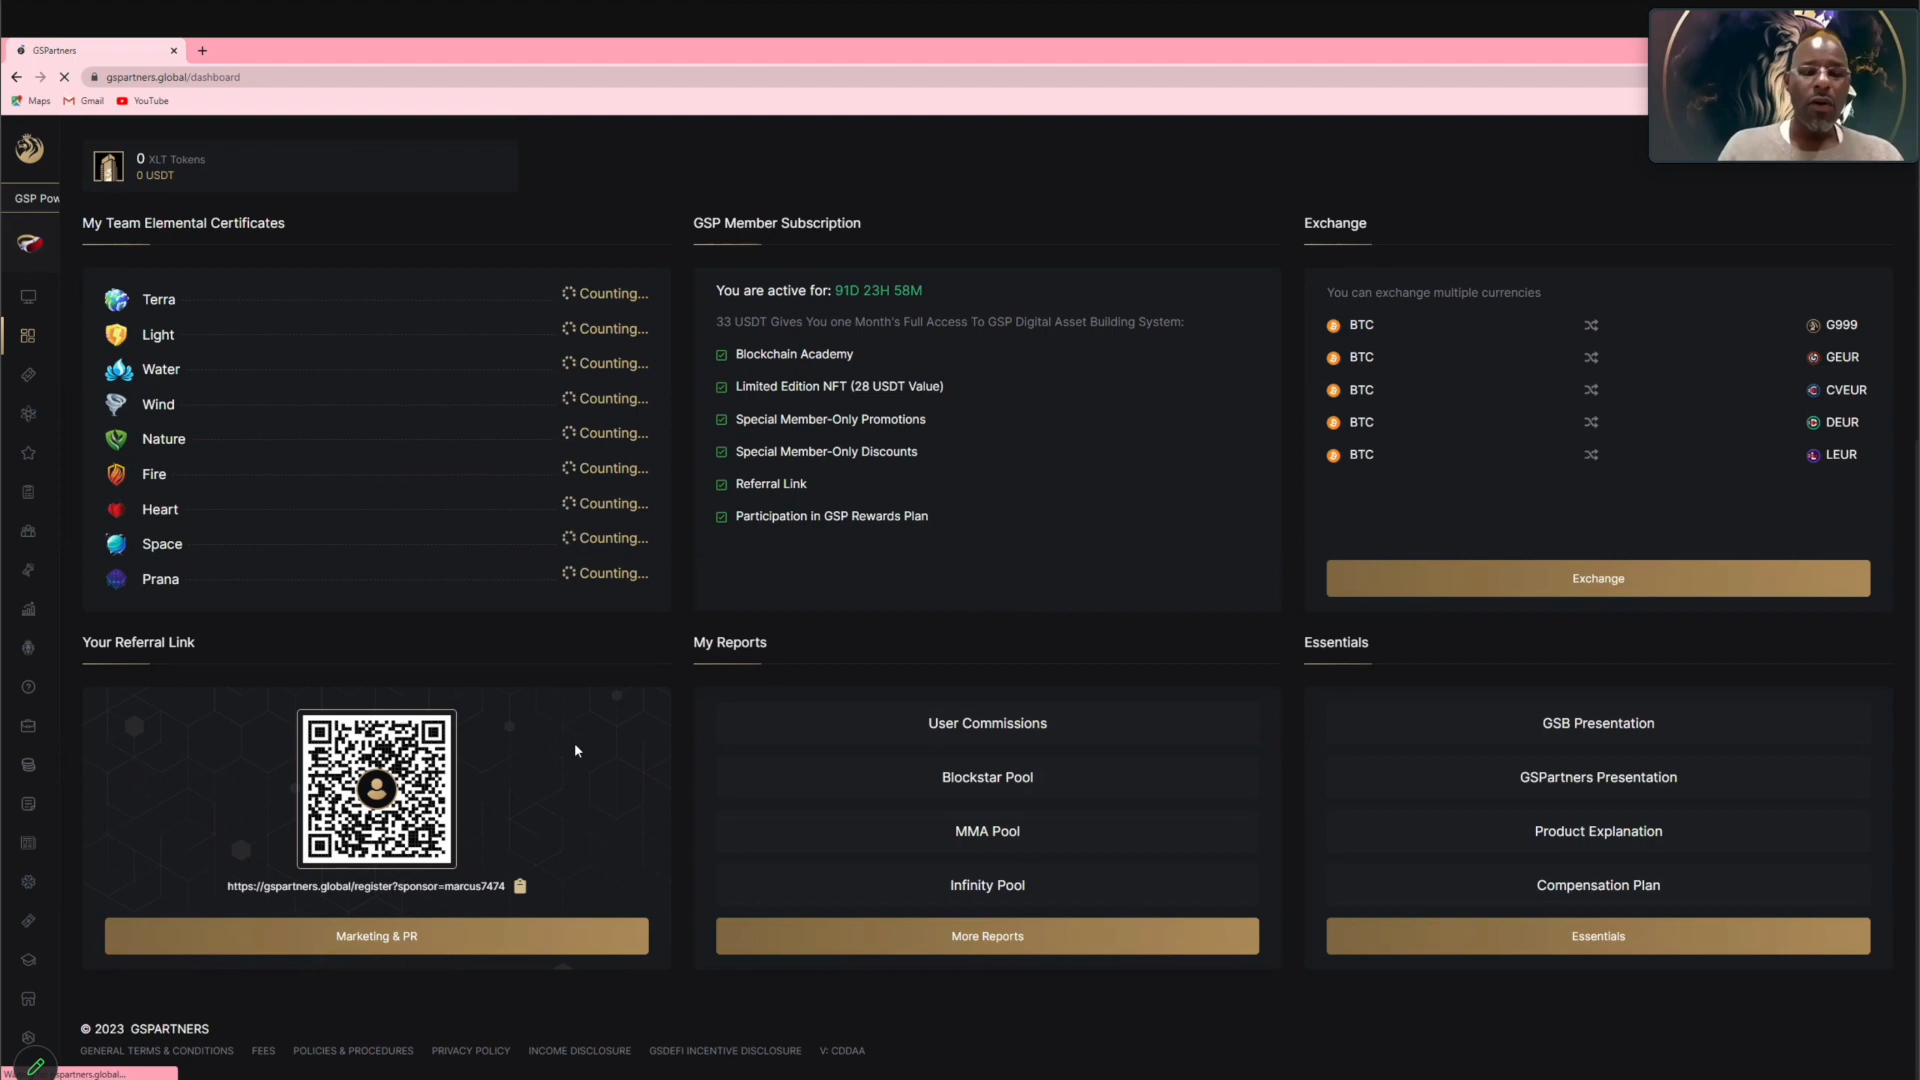 GSPartners
gspartners.global/dashboard
Maps Gmail YouTube
0 XLT Tokens
0 USDT
GSP Pow
My Team Elemental Certificates
Terra Counting...
Light Counting...
Water Counting...
Wind Counting...
Nature Counting...
Fire Counting...
Heart Counting...
Space Counting...
Prana Counting...
GSP Member Subscription
You are active for: 91D 23H 58M
33 USDT Gives You one Month's Full Access To GSP Digital Asset Building System:
Blockchain Academy
Limited Edition NFT (28 USDT Value)
Special Member-Only Promotions
Special Member-Only Discounts
Referral Link
Participation in GSP Rewards Plan
Exchange
You can exchange multiple currencies
BTC G999
BTC GEUR
BTC CVEUR
BTC DEUR
BTC LEUR
Exchange
Your Referral Link
https://gspartners.global/register?sponsor=marcus7474
Marketing & PR
My Reports
User Commissions
Blockstar Pool
MMA Pool
Infinity Pool
More Reports
Essentials
GSB Presentation
GSPartners Presentation
Product Explanation
Compensation Plan
Essentials
© 2023 GSPARTNERS
GENERAL TERMS & CONDITIONS FEES POLICIES & PROCEDURES PRIVACY POLICY INCOME DISCLOSURE GSDEFI INCENTIVE DISCLOSURE V: CDDAA
spartners.global...